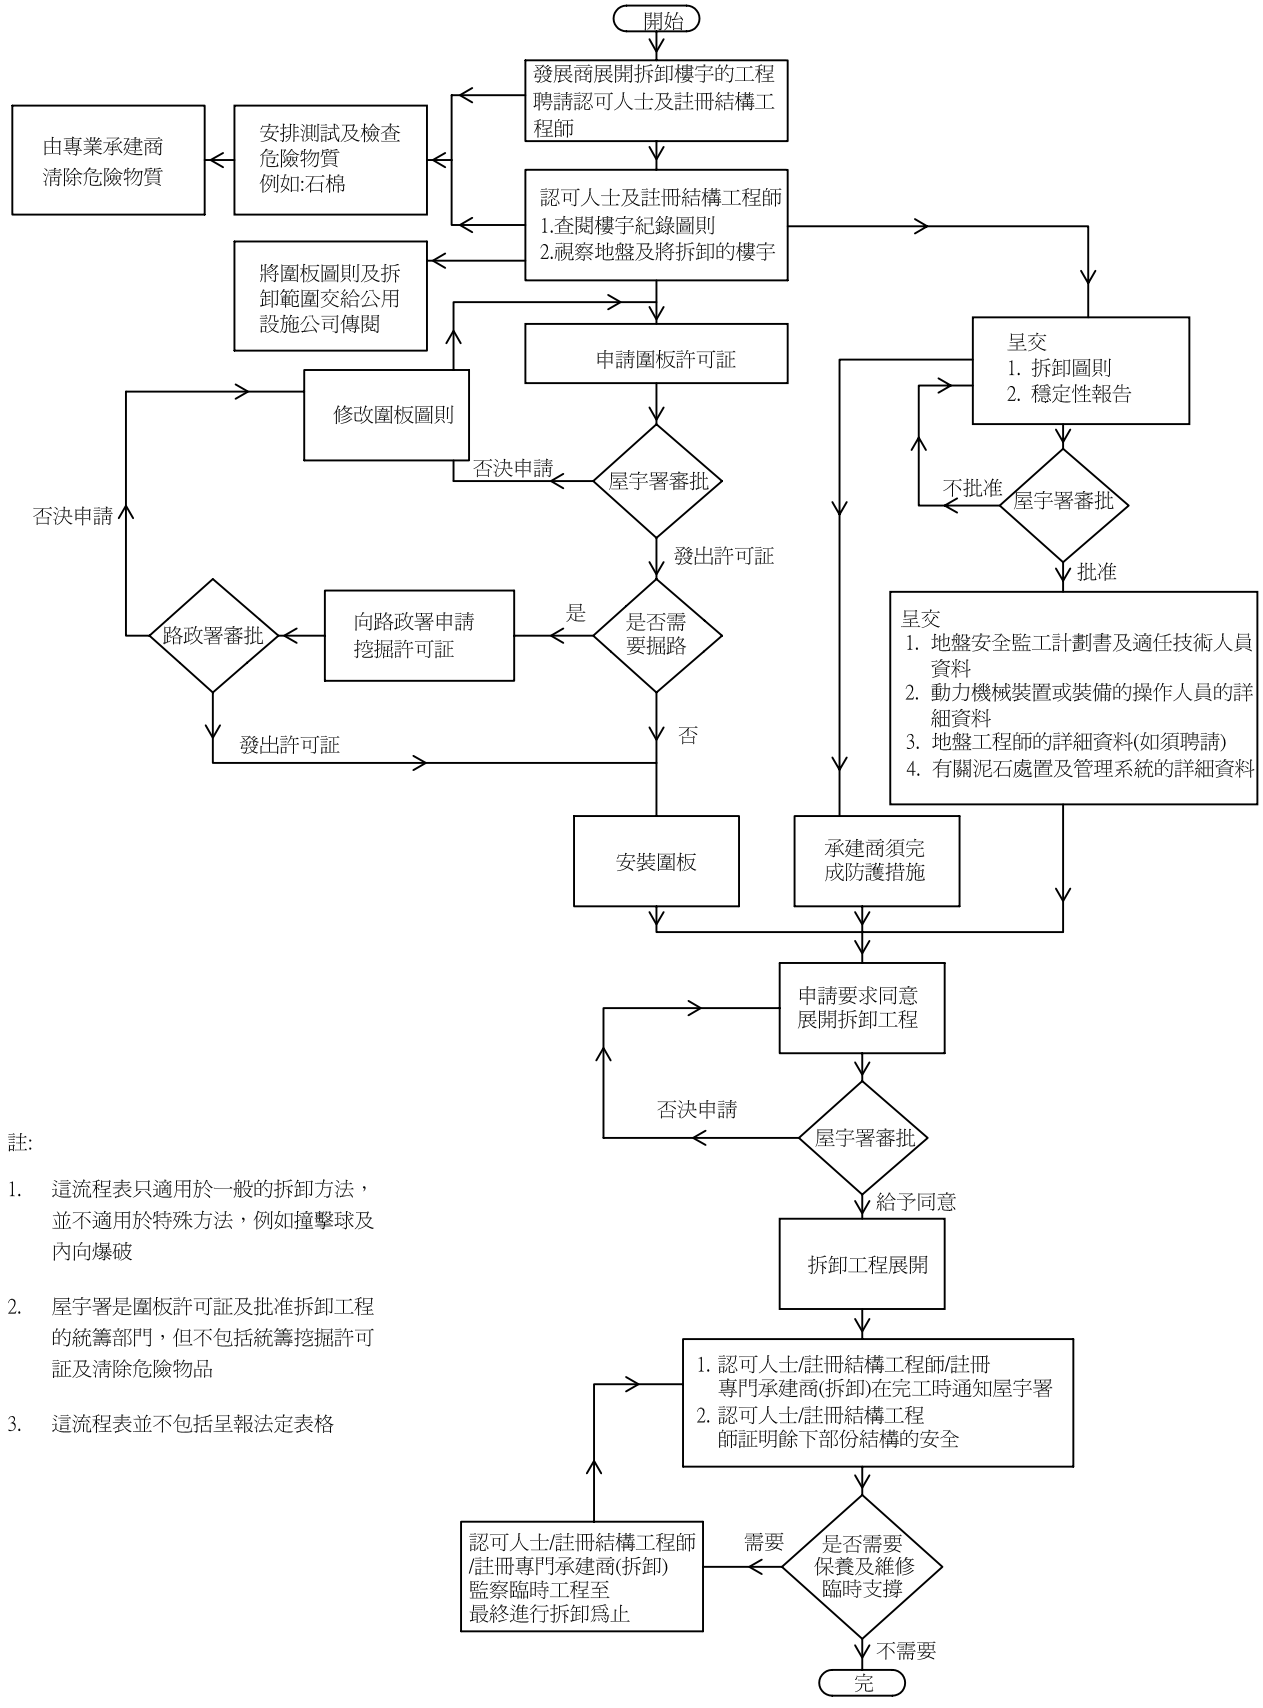 開始
發展商展開拆卸樓宇的工程
聘請認可人士及註冊結構工
程師
由專業承建商
清除危險物質
安排測試及檢查
危險物質
例如:石棉
認可人士及註冊結構工程師
1.查閱樓宇紀錄圖則
2.視察地盤及將拆卸的樓宇
將圍板圖則及拆
卸範圍交給公用
設施公司傳閱
申請圍板許可証
呈交
1. 拆卸圖則
2. 穩定性報告
修改圍板圖則
否決申請
屋宇署審批
不批准
屋宇署審批
否決申請
發出許可証
批准
路政署審批
向路政署申請
挖掘許可証
是
是否需
要掘路
呈交
1. 地盤安全監工計劃書及適任技術人員
資料
2. 動力機械裝置或裝備的操作人員的詳
細資料
3. 地盤工程師的詳細資料(如須聘請)
4. 有關泥石處置及管理系統的詳細資料
發出許可証
否
安裝圍板
承建商須完
成防護措施
申請要求同意
展開拆卸工程
否決申請
屋宇署審批
給予同意
拆卸工程展開
註:
1. 這流程表只適用於一般的拆卸方法，
並不適用於特殊方法，例如撞擊球及
內向爆破
2. 屋宇署是圍板許可証及批准拆卸工程
的統籌部門，但不包括統籌挖掘許可
証及清除危險物品
3. 這流程表並不包括呈報法定表格
1. 認可人士/註冊結構工程師/註冊
專門承建商(拆卸)在完工時通知屋宇署
2. 認可人士/註冊結構工程
師証明餘下部份結構的安全
認可人士/註冊結構工程師
/註冊專門承建商(拆卸)
監察臨時工程至
最終進行拆卸爲止
需要
是否需要
保養及維修
臨時支撐
不需要
完